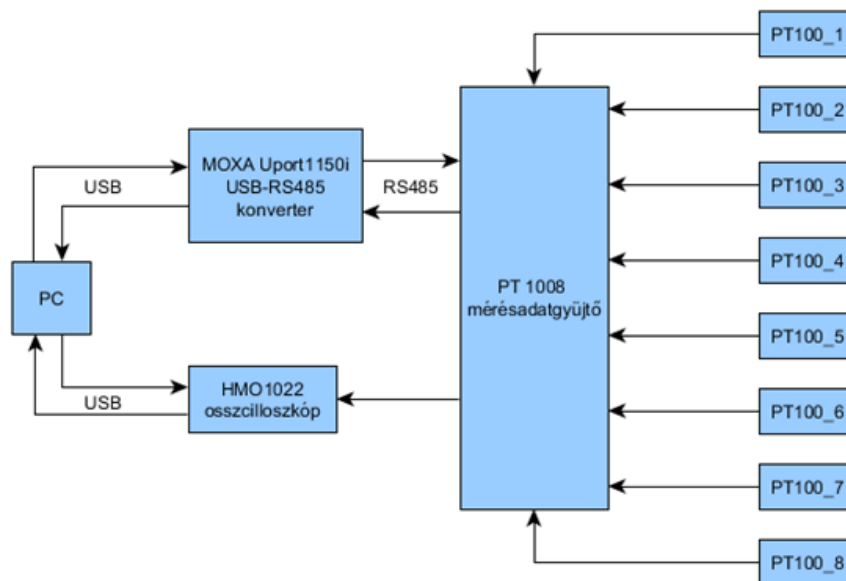 PT100_1
PT100_2
MOXA Uport1150i
USB-RS485
konverter
USB
RS485
PT100_3
PT100_4
PC
PT 1008
mérésadatgyűjtő
PT100_5
HMO1022
osszcilloszkóp
USB
PT100_6
PT100_7
PT100_8